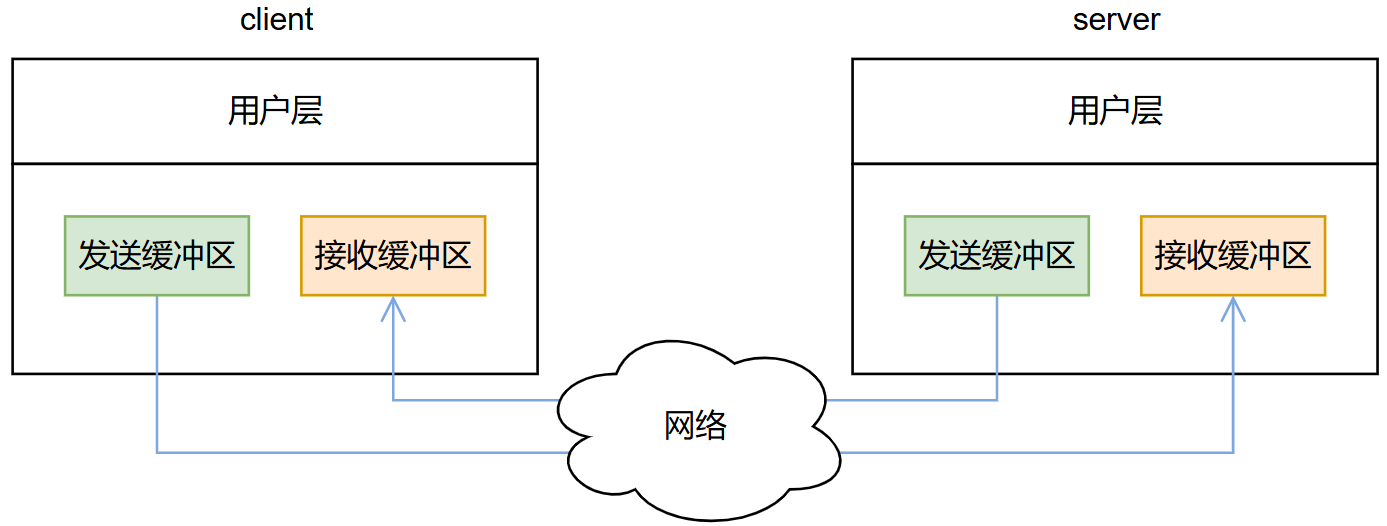 client
server
用户层
用户层
发送缓冲区
接收缓冲区
发送缓冲区
接收缓冲区
网络